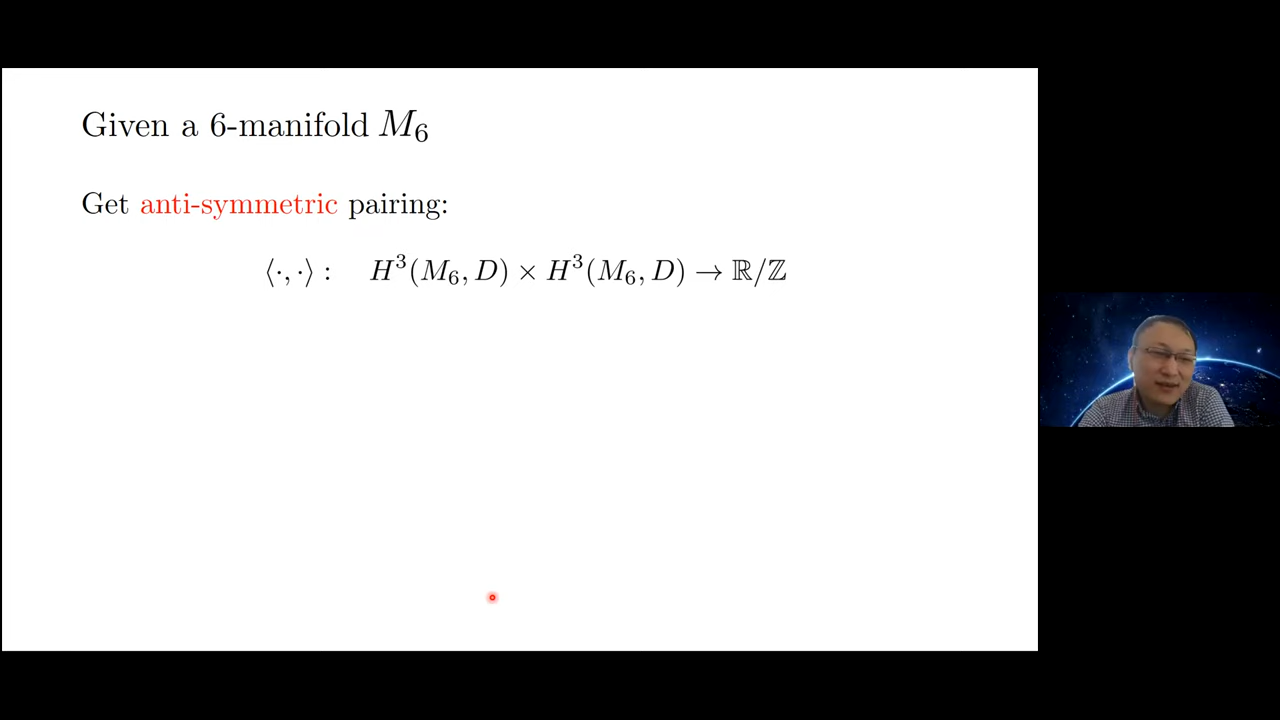 Given a 6-manifold M₆
Get anti-symmetric pairing:
⟨·,·⟩ : H³(M₆, D) × H³(M₆, D) → ℝ/ℤ